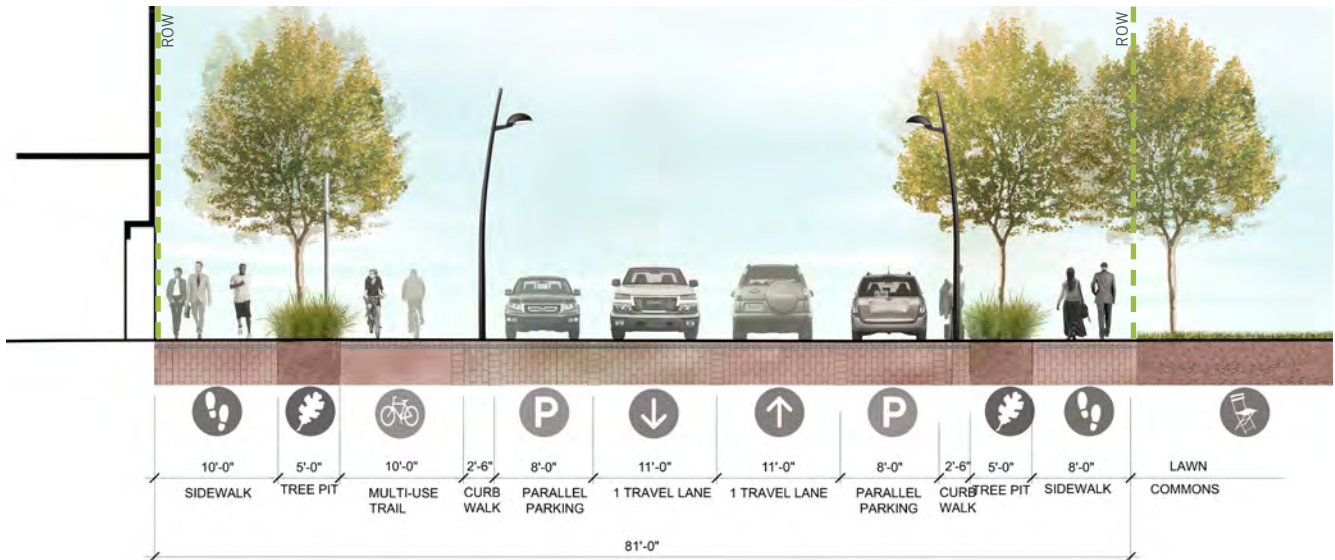 ROW
ROW
P
P
10'-0"
5'-0"
10'-0"
2'-6"
8'-0"
11'-0"
11'-0"
8'-0"
2'-6"
5'-0"
8'-0"
LAWN
COMMONS
SIDEWALK
TREE PIT
MULTI-USE
TRAIL
CURB
WALK
PARALLEL
PARKING
1 TRAVEL LANE
1 TRAVEL LANE
PARALLEL
PARKING
CURB
WALK
TREE PIT
SIDEWALK
81'-0"